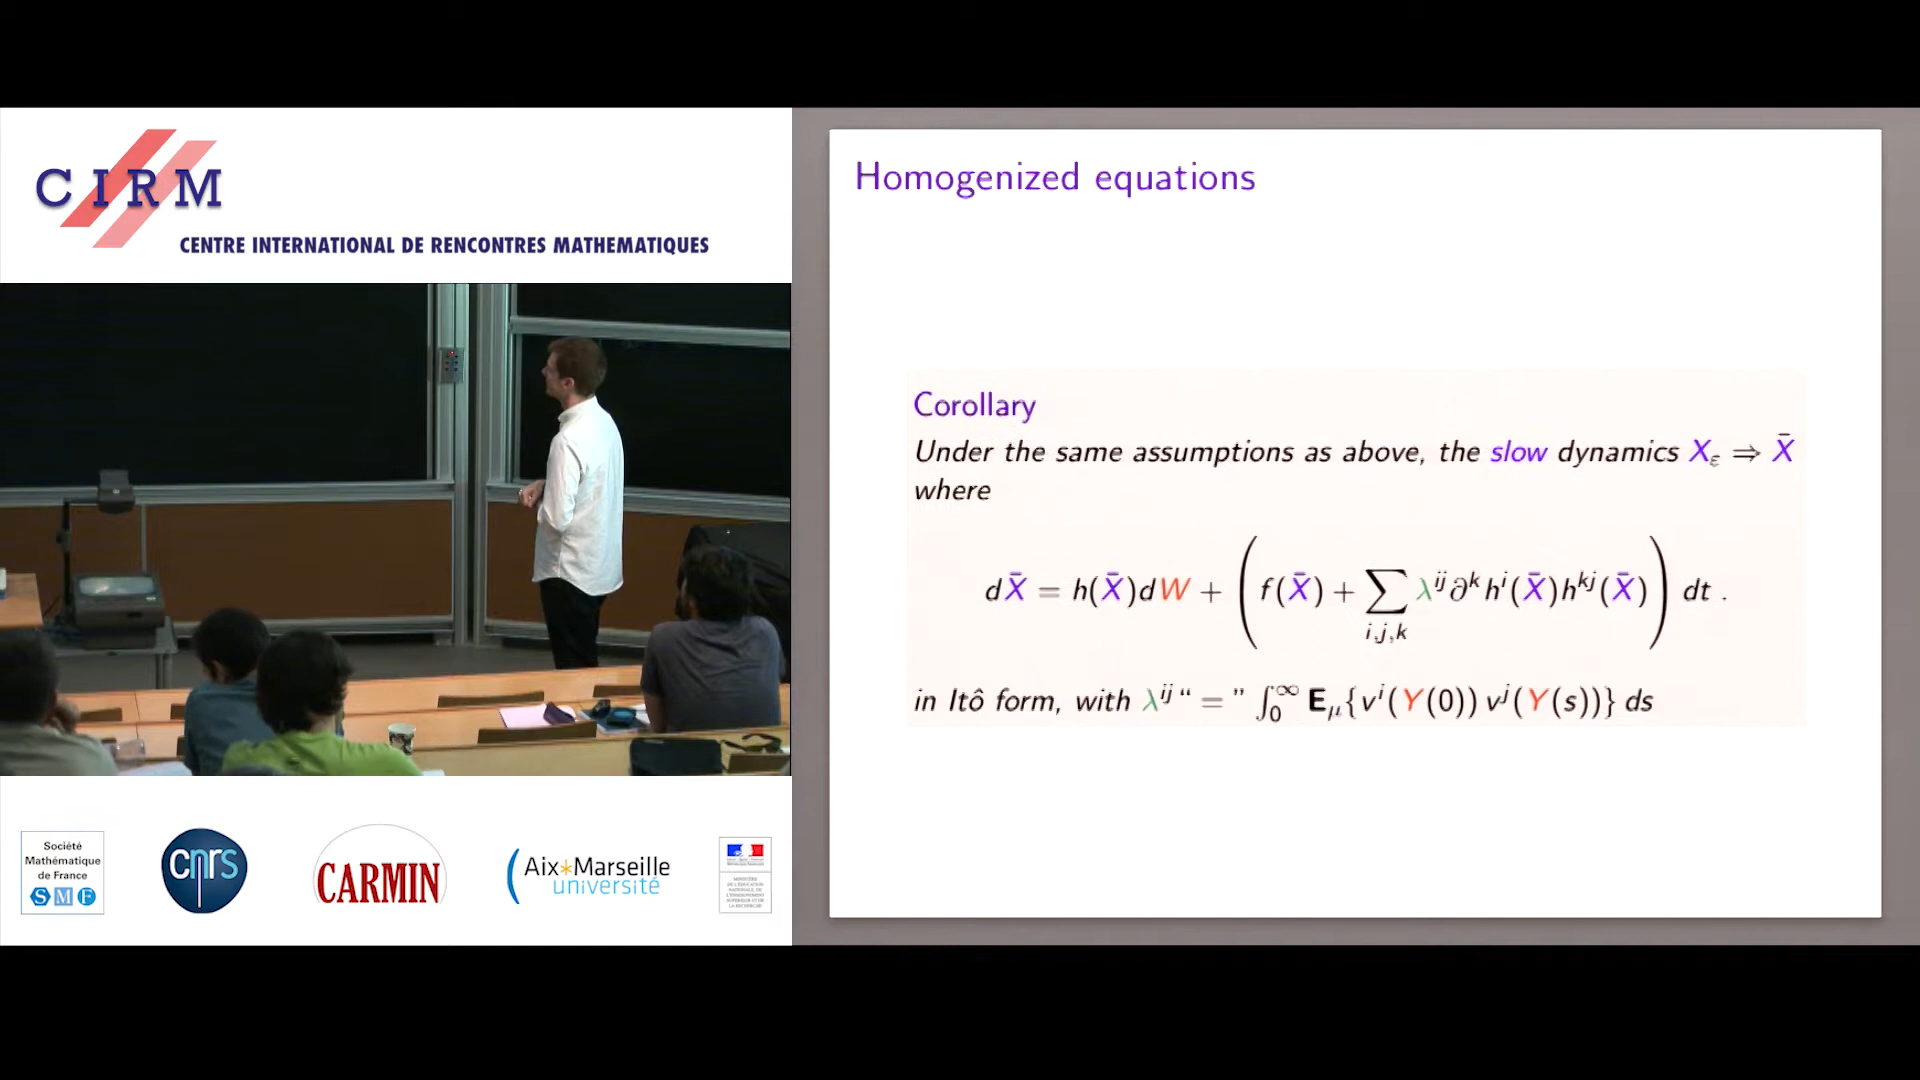 CIRM
CENTRE INTERNATIONAL DE RENCONTRES MATHEMATIQUES
Homogenized equations
Corollary
Under the same assumptions as above, the slow dynamics X_ε ⇒ X̄
where
dX̄ = h(X̄)dW + ( f(X̄) + ∑_{i,j,k} λ^{ij} ∂^k h^i(X̄) h^{kj}(X̄) ) dt .
in Itô form, with λ^{ij} “ = ” ∫_0^∞ E_μ{v^i(Y(0)) v^j(Y(s))} ds
Société
Mathématique
de France
SMF
cnrs
CARMIN
Aix*Marseille
université